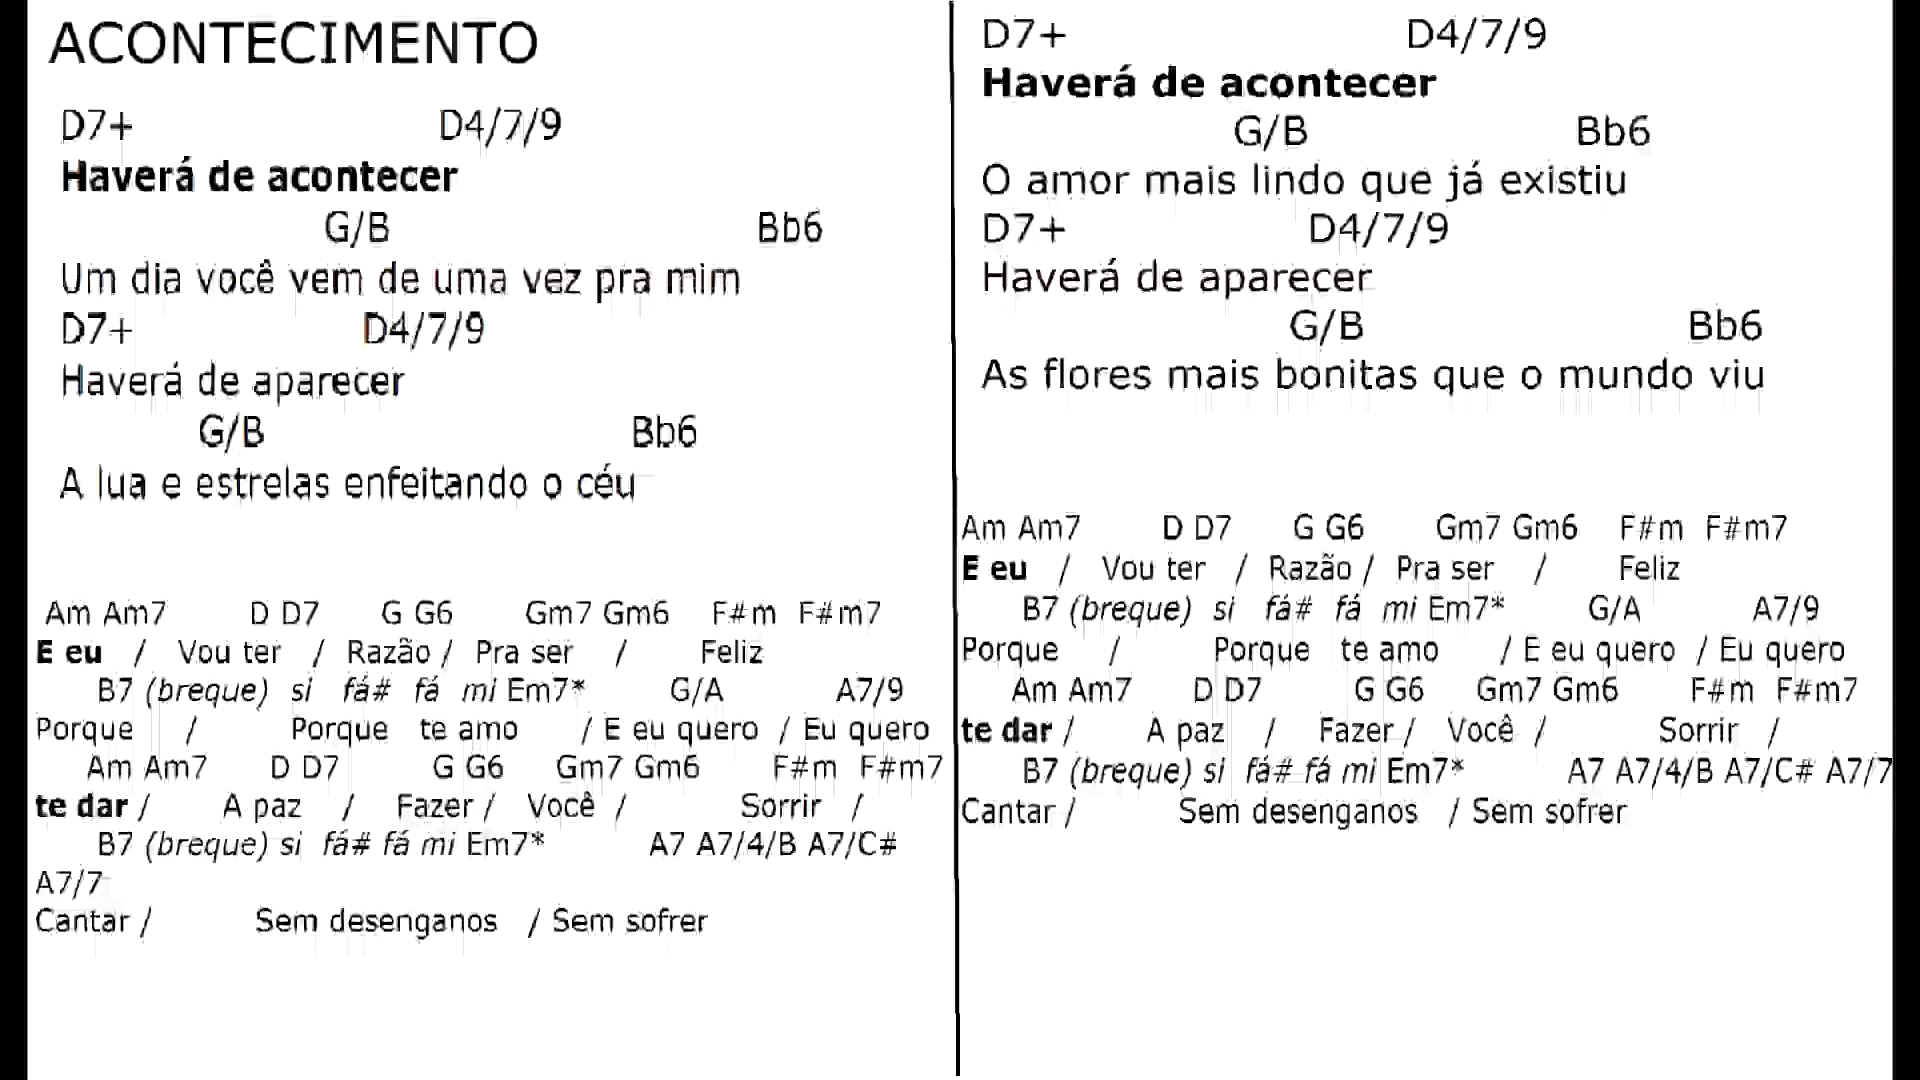 ACONTECIMENTO
D7+ D4/7/9
Haverá de acontecer
G/B Bb6
Um dia você vem de uma vez pra mim
D7+ D4/7/9
Haverá de aparecer
G/B Bb6
A lua e estrelas enfeitando o céu
Am Am7 D D7 G G6 Gm7 Gm6 F#m F#m7
E eu / Vou ter / Razão / Pra ser / Feliz
B7 (breque) si fá# fá mi Em7* G/A A7/9
Porque / Porque te amo / E eu quero / Eu quero
Am Am7 D D7 G G6 Gm7 Gm6 F#m F#m7
te dar / A paz / Fazer / Você / Sorrir /
B7 (breque) si fá# fá mi Em7* A7 A7/4/B A7/C#
A7/7
Cantar / Sem desenganos / Sem sofrer
D7+ D4/7/9
Haverá de acontecer
G/B Bb6
O amor mais lindo que já existiu
D7+ D4/7/9
Haverá de aparecer
G/B Bb6
As flores mais bonitas que o mundo viu
Am Am7 D D7 G G6 Gm7 Gm6 F#m F#m7
E eu / Vou ter / Razão / Pra ser / Feliz
B7 (breque) si fá# fá mi Em7* G/A A7/9
Porque / Porque te amo / E eu quero / Eu quero
Am Am7 D D7 G G6 Gm7 Gm6 F#m F#m7
te dar / A paz / Fazer / Você / Sorrir /
B7 (breque) si fá# fá mi Em7* A7 A7/4/B A7/C# A7/7
Cantar / Sem desenganos / Sem sofrer